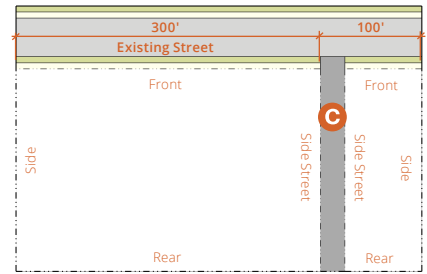 300' 100'
Existing Street
Front Front
C
Side
Side Street
Side Street
Side
Rear Rear